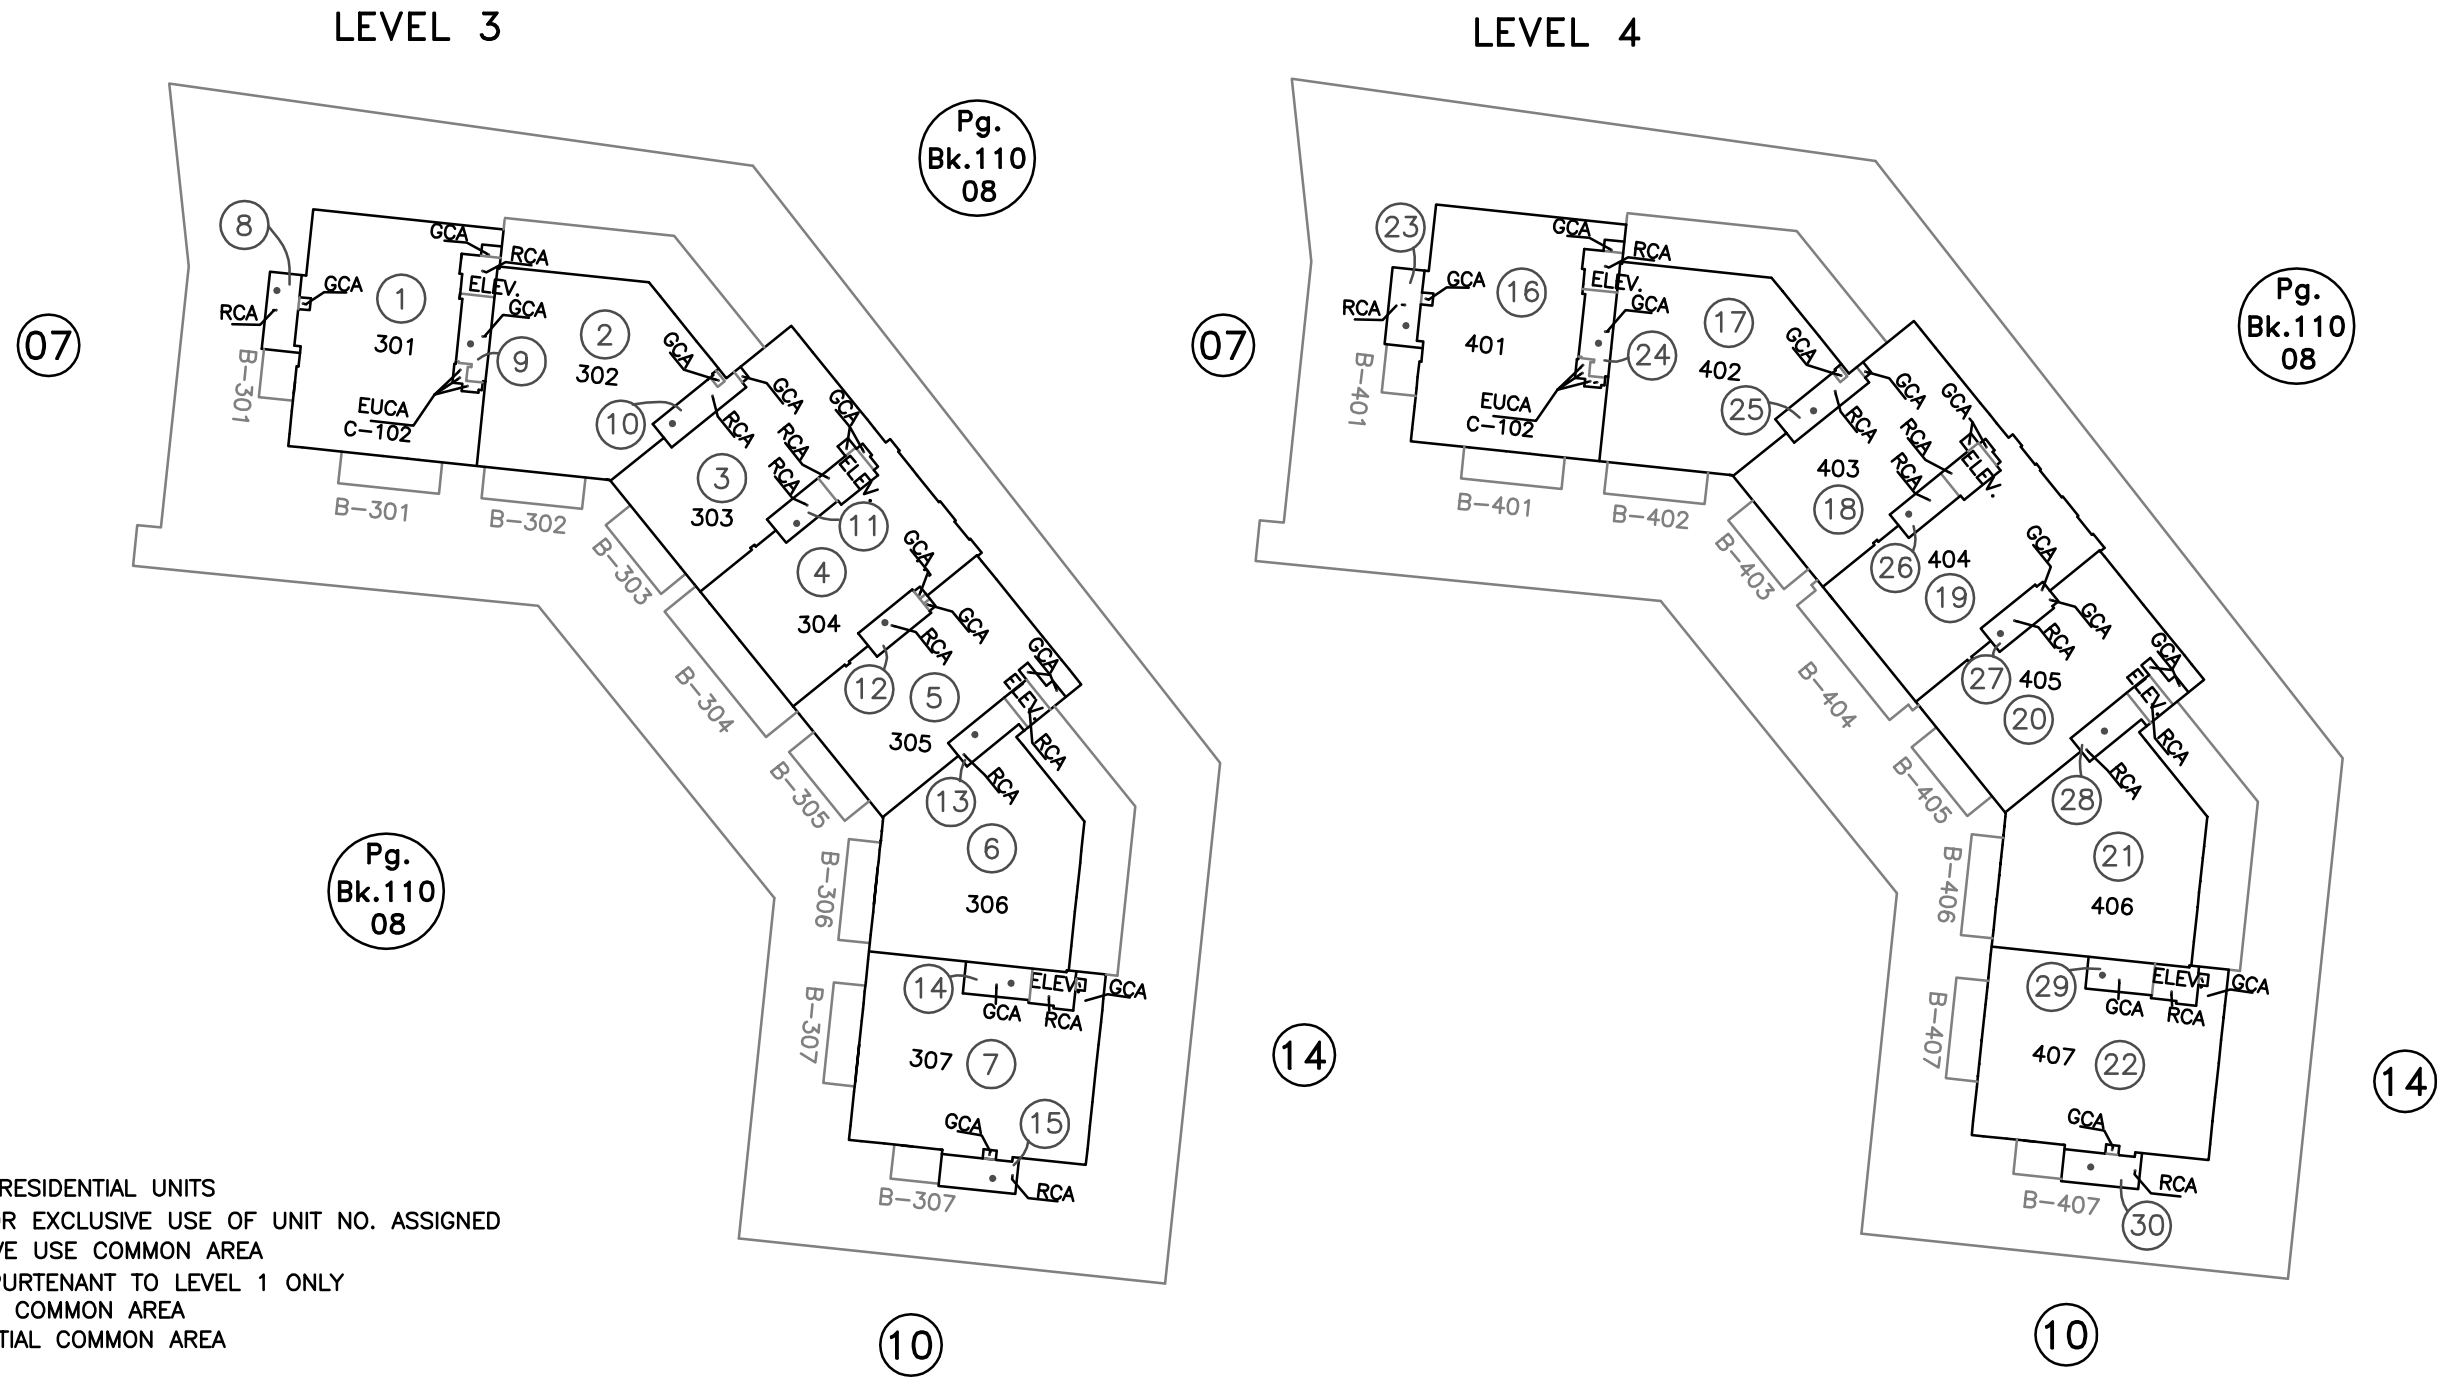 LEVEL 3
Pg.
Bk.110
08
07
8
GCA
RCA
GCA
RCA
B-301
1
301
ELEV.
GCA
9
EUCA
C-102
B-301
2
302
GCA
10
B-302
GCA
RCA
3
303
B-303
GCA
RCA
RCA
ELEV.
11
4
304
B-304
GCA
GCA
RCA
12
5
305
B-305
GCA
ELEV.
RCA
RCA
13
6
306
B-306
14
ELEV.
GCA
GCA
RCA
307
7
B-307
GCA
15
RCA
B-307
Pg.
Bk.110
08
14
10
RESIDENTIAL UNITS
OR EXCLUSIVE USE OF UNIT NO. ASSIGNED
VE USE COMMON AREA
PURTENANT TO LEVEL 1 ONLY
COMMON AREA
TIAL COMMON AREA
LEVEL 4
Pg.
Bk.110
08
07
23
GCA
RCA
GCA
RCA
B-401
16
401
ELEV.
GCA
24
EUCA
C-102
B-401
17
402
GCA
25
B-402
GCA
RCA
403
18
B-403
GCA
RCA
RCA
ELEV.
26
404
19
B-404
GCA
GCA
RCA
27
405
20
B-405
GCA
ELEV.
RCA
RCA
28
21
406
B-406
29
ELEV.
GCA
GCA
RCA
407
22
B-407
GCA
RCA
B-407
30
14
10